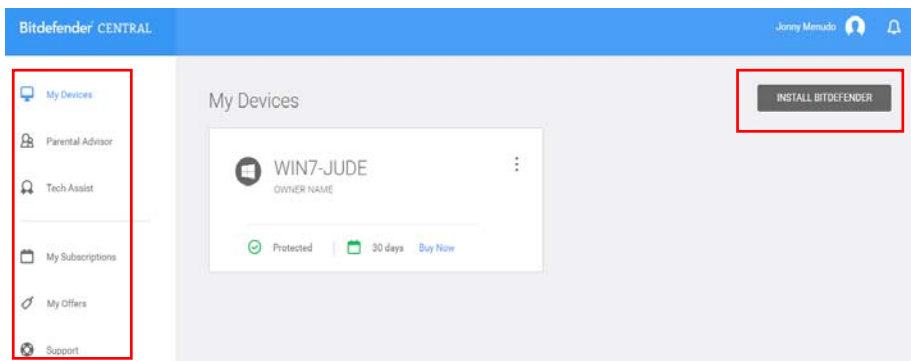 Bitdefender CENTRAL
Jonny Menudo
My Devices
Parental Advisor
Tech Assist
My Subscriptions
My Offers
Support
My Devices
INSTALL BITDEFENDER
WIN7-JUDE
OWNER NAME
Protected
30 days
Buy Now